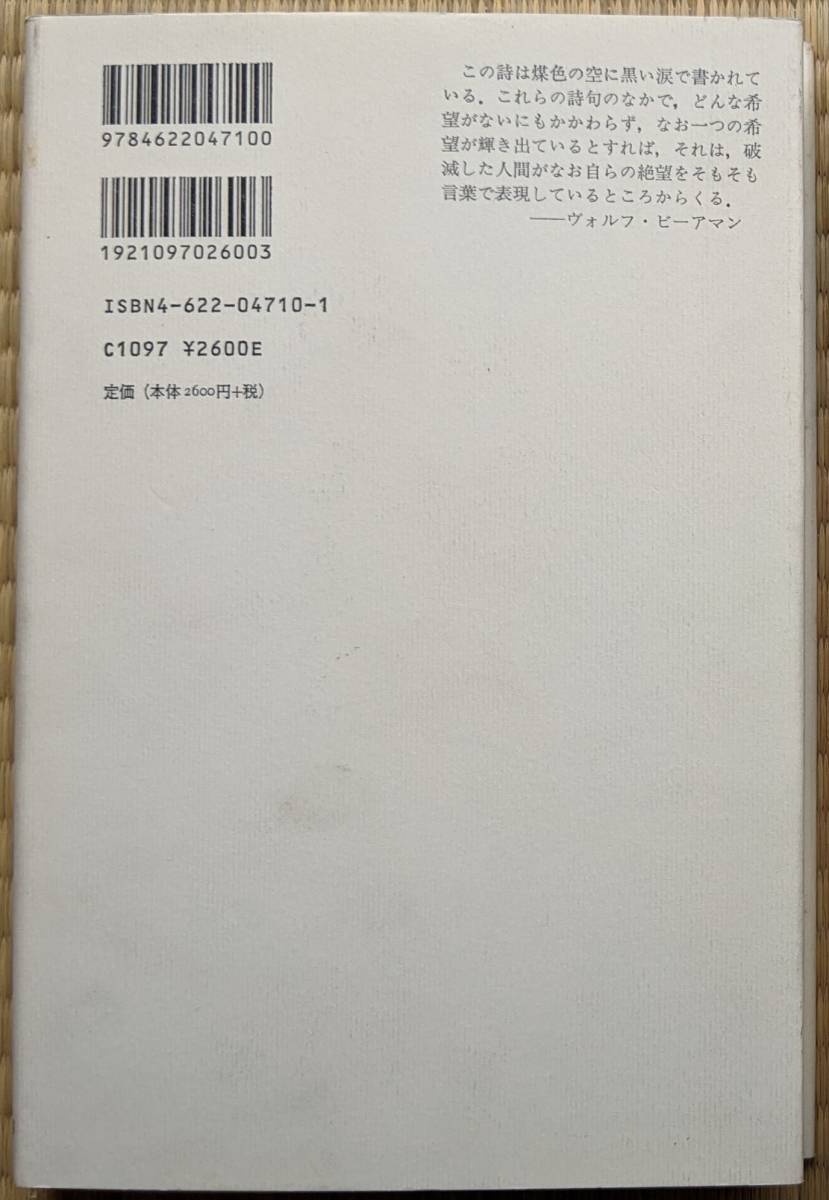 9784622047100
1921097026003
ISBN4-622-04710-1
C1097 ¥2600E
定価（本体2600円+税）
この詩は煤色の空に黒い涙で書かれて
いる．これらの詩句のなかで，どんな希
望がないにもかかわらず，なお一つの希
望が輝き出ているとすれば，それは，破
滅した人間がなお自らの絶望をそもそも
言葉で表現しているところからくる．
――ヴォルフ・ビーアマン